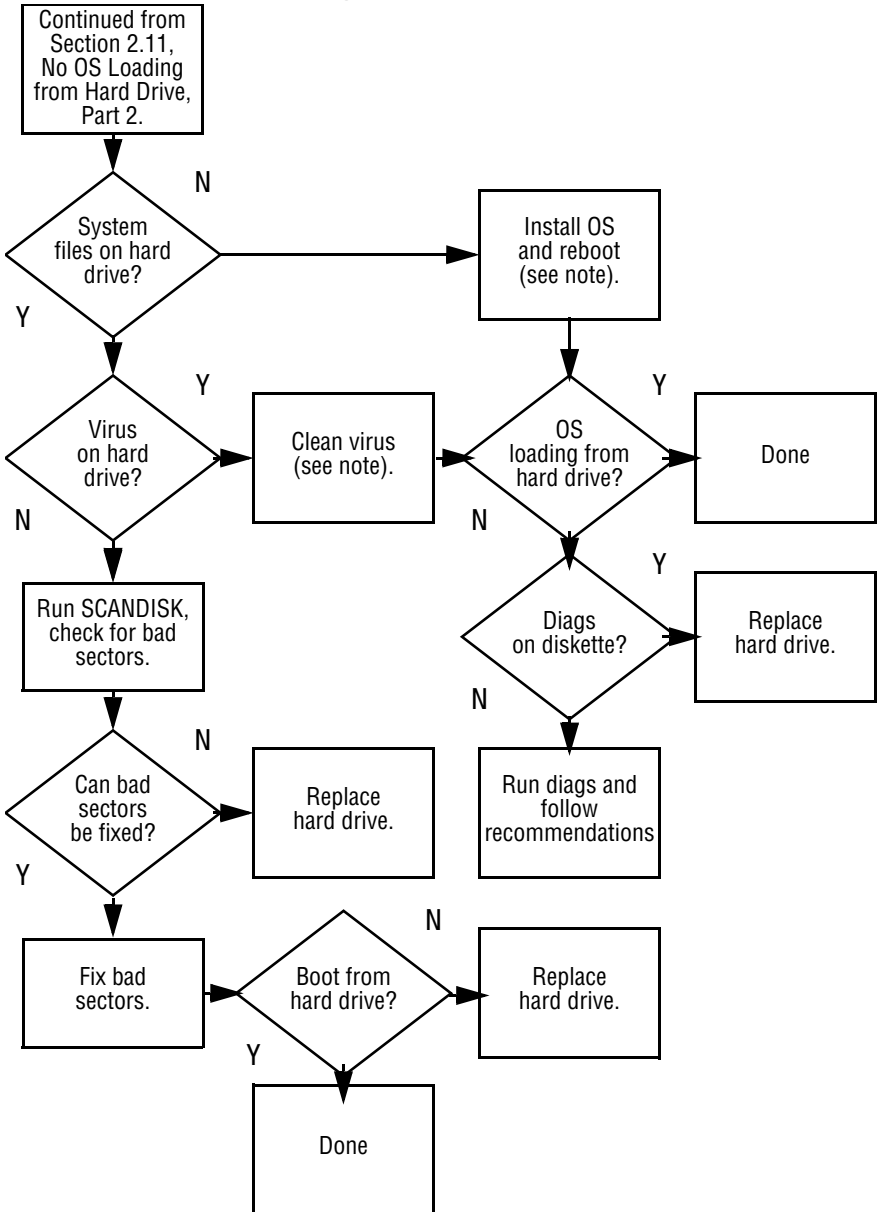 Continued from
Section 2.11,
No OS Loading
from Hard Drive,
Part 2.
N
System
files on hard
drive?
Install OS
and reboot
(see note).
Y
Y
Virus
on hard
drive?
Clean virus
(see note).
OS
loading from
hard drive?
Y
Done
N
N
Run SCANDISK,
check for bad
sectors.
Diags
on diskette?
Y
Replace
hard drive.
N
N
Can bad
sectors
be fixed?
Replace
hard drive.
Run diags and
follow
recommendations
Y
Fix bad
sectors.
Boot from
hard drive?
N
Replace
hard drive.
Y
Done